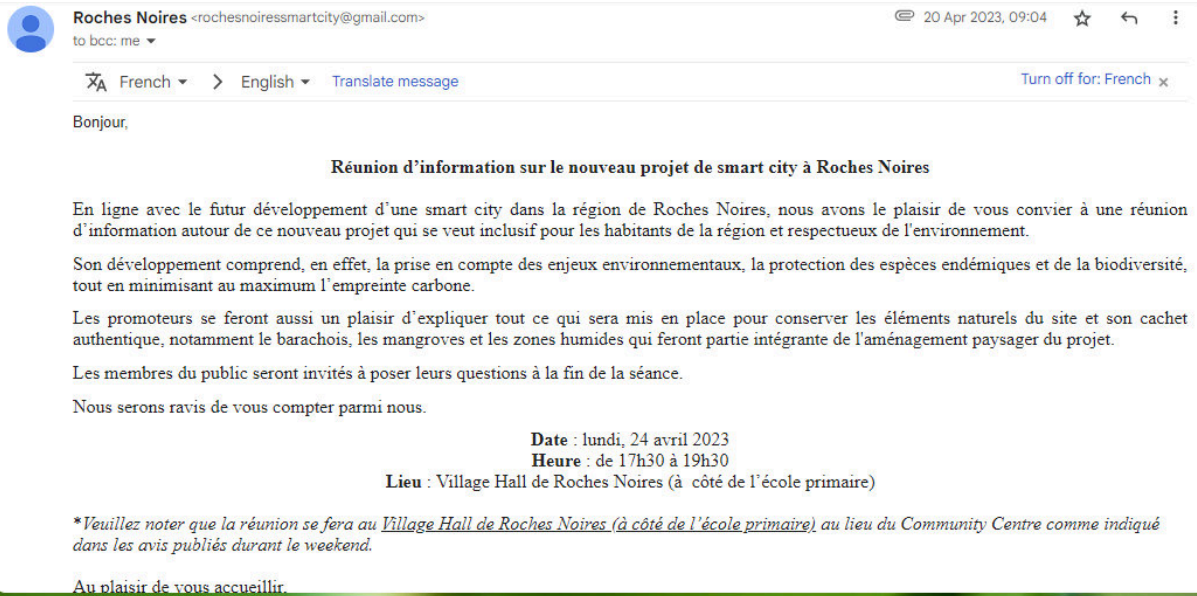 Roches Noires <rochesnoiressmartcity@gmail.com>
20 Apr 2023, 09:04
to bcc: me
French > English Translate message
Turn off for: French ×
Bonjour,
Réunion d’information sur le nouveau projet de smart city à Roches Noires
En ligne avec le futur développement d’une smart city dans la région de Roches Noires, nous avons le plaisir de vous convier à une réunion
d’information autour de ce nouveau projet qui se veut inclusif pour les habitants de la région et respectueux de l'environnement.
Son développement comprend, en effet, la prise en compte des enjeux environnementaux, la protection des espèces endémiques et de la biodiversité,
tout en minimisant au maximum l’empreinte carbone.
Les promoteurs se feront aussi un plaisir d’expliquer tout ce qui sera mis en place pour conserver les éléments naturels du site et son cachet
authentique, notamment le barachois, les mangroves et les zones humides qui feront partie intégrante de l'aménagement paysager du projet.
Les membres du public seront invités à poser leurs questions à la fin de la séance.
Nous serons ravis de vous compter parmi nous.
Date : lundi, 24 avril 2023
Heure : de 17h30 à 19h30
Lieu : Village Hall de Roches Noires (à côté de l’école primaire)
*Veuillez noter que la réunion se fera au Village Hall de Roches Noires (à côté de l’école primaire) au lieu du Community Centre comme indiqué
dans les avis publiés durant le weekend.
Au plaisir de vous accueillir.